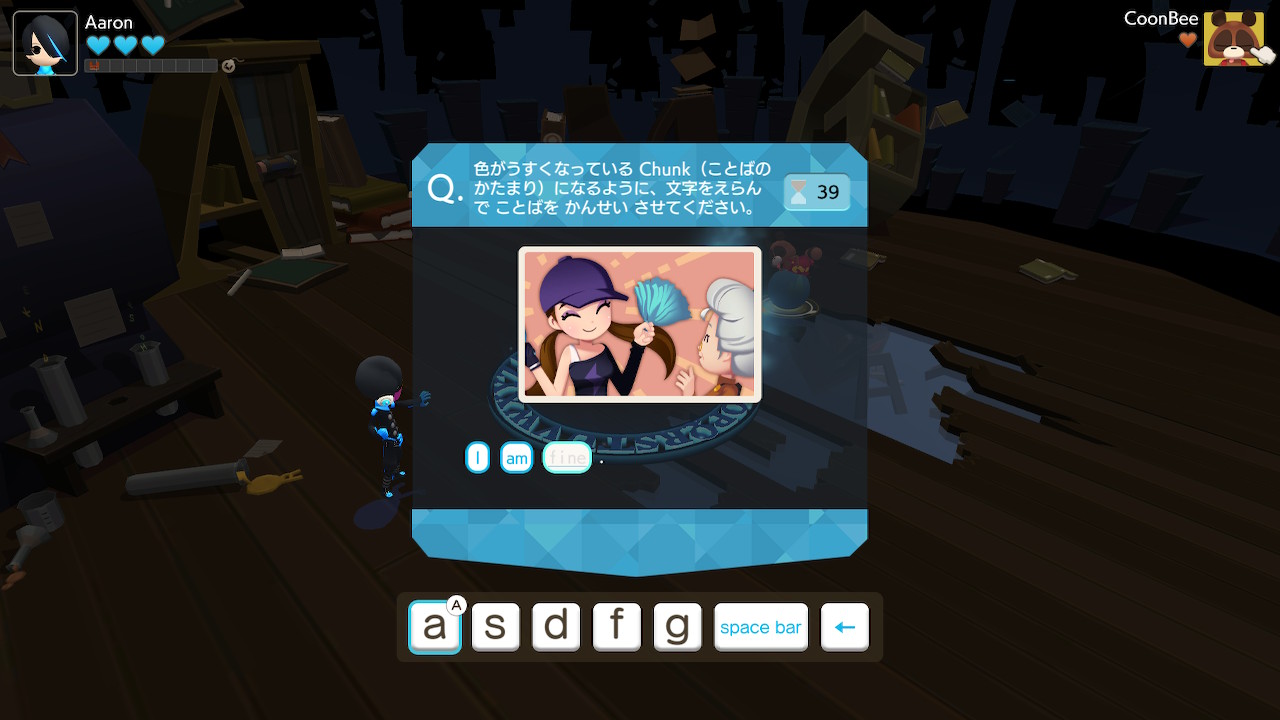 Aaron
CoonBee
Q.
色がうすくなっている Chunk（ことばの
かたまり）になるように、文字をえらん
で ことばを かんせい させてください。
39
I am fine .
A
a s d f g space bar ←